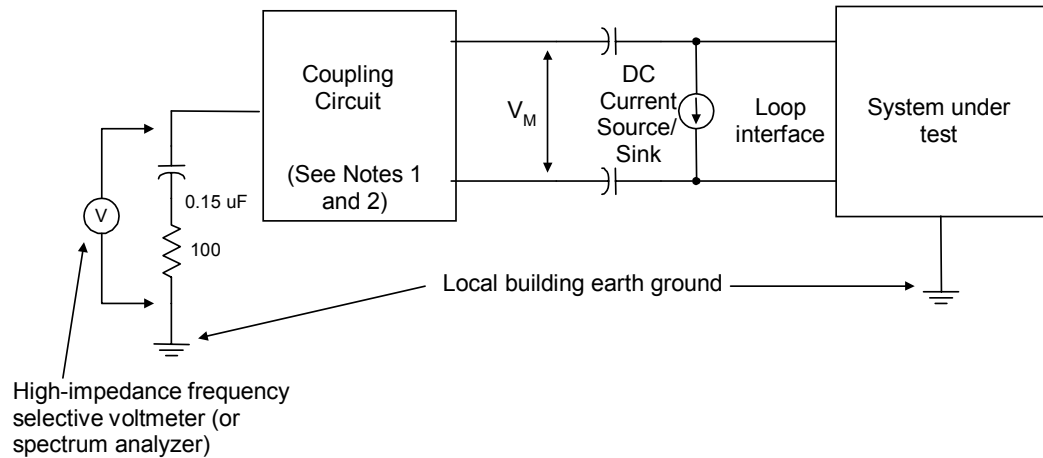 Coupling
Circuit
(See Notes 1
and 2)
V_M
DC
Current
Source/
Sink
Loop
interface
System under
test
V
0.15 uF
100
Local building earth ground
High-impedance frequency
selective voltmeter (or
spectrum analyzer)